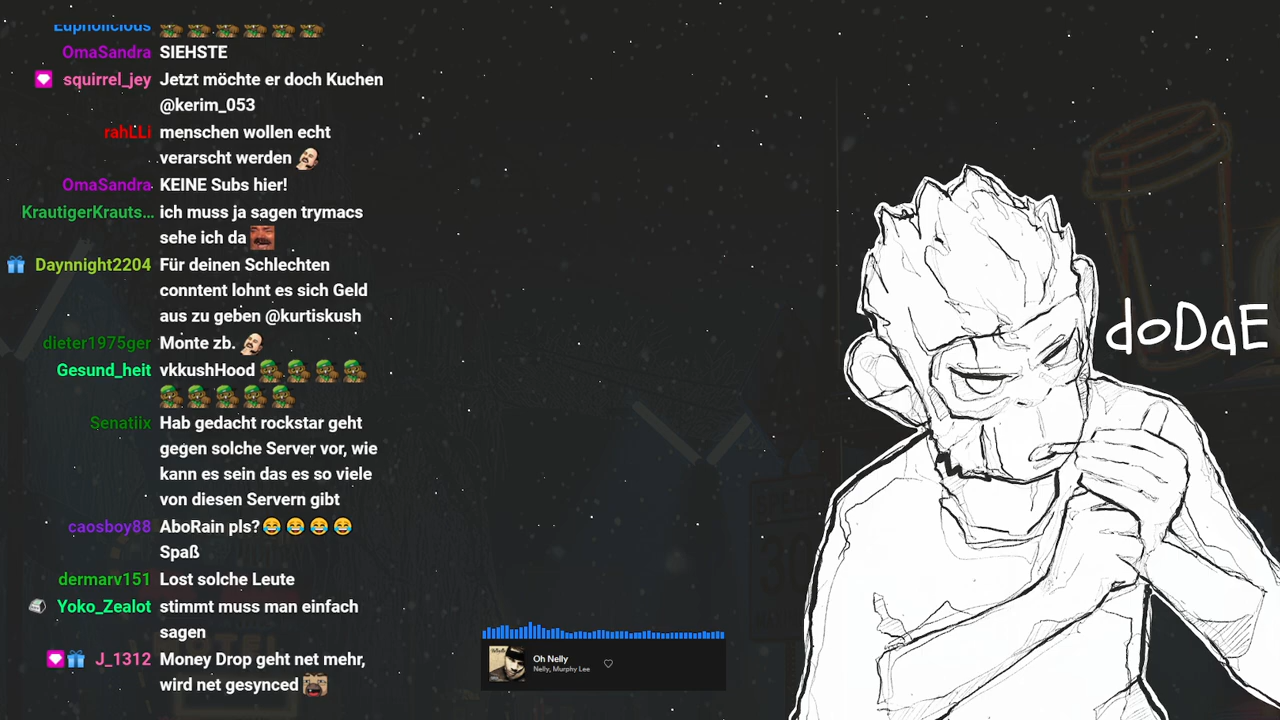 Eupholicious
OmaSandra SIEHSTE
squirrel_jey Jetzt möchte er doch Kuchen
@kerim_053
rahLLi menschen wollen echt
verarscht werden
OmaSandra KEINE Subs hier!
KrautigerKrauts... ich muss ja sagen trymacs
sehe ich da
Daynnight2204 Für deinen Schlechten
conntent lohnt es sich Geld
aus zu geben @kurtiskush
dieter1975ger Monte zb.
Gesund_heit vkkushHood
Senatiix Hab gedacht rockstar geht
gegen solche Server vor, wie
kann es sein das es so viele
von diesen Servern gibt
caosboy88 AboRain pls?😂 😂 😂 😂
Spaß
dermarv151 Lost solche Leute
Yoko_Zealot stimmt muss man einfach
sagen
J_1312 Money Drop geht net mehr,
wird net gesynced
doDaE
Oh Nelly
Nelly, Murphy Lee